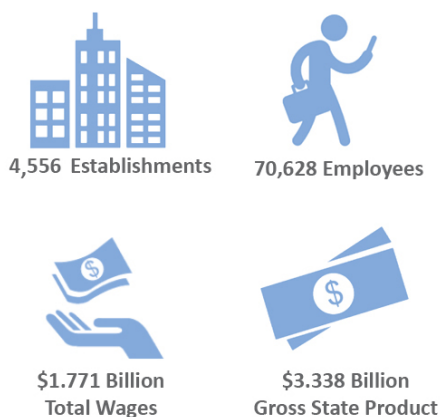 4,556 Establishments
70,628 Employees
$
$
$1.771 Billion
Total Wages
$3.338 Billion
Gross State Product